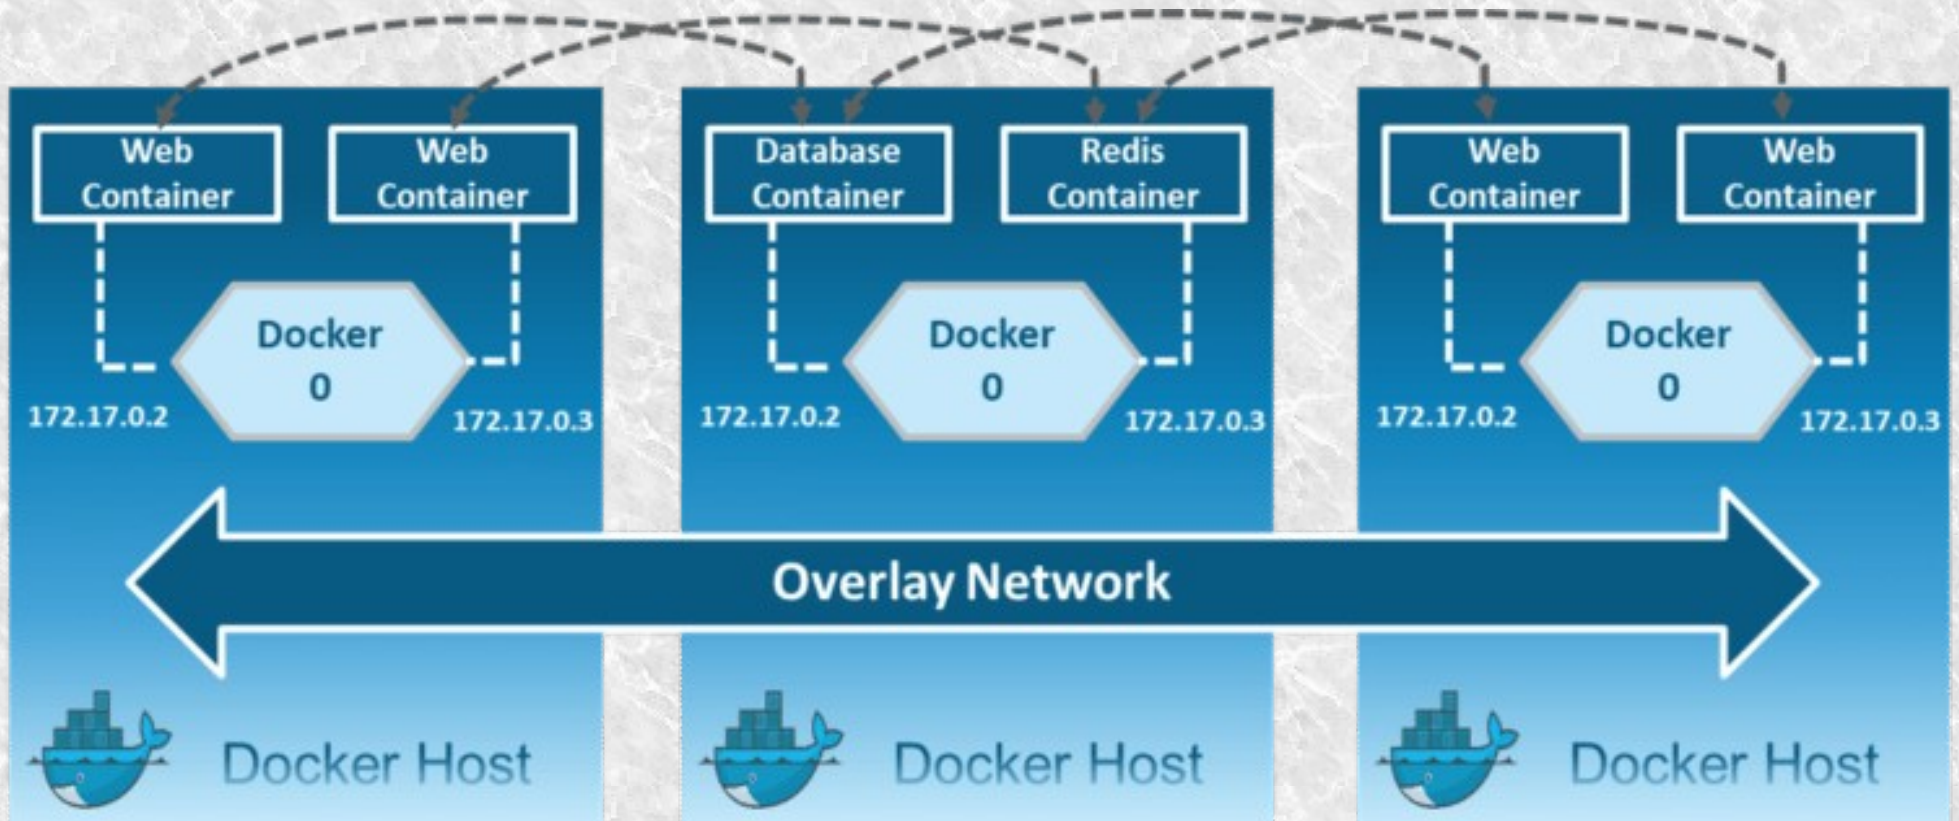 Web
Container
Web
Container
Docker
0
172.17.0.2
172.17.0.3
Database
Container
Redis
Container
Docker
0
172.17.0.2
172.17.0.3
Web
Container
Web
Container
Docker
0
172.17.0.2
172.17.0.3
Overlay Network
Docker Host
Docker Host
Docker Host